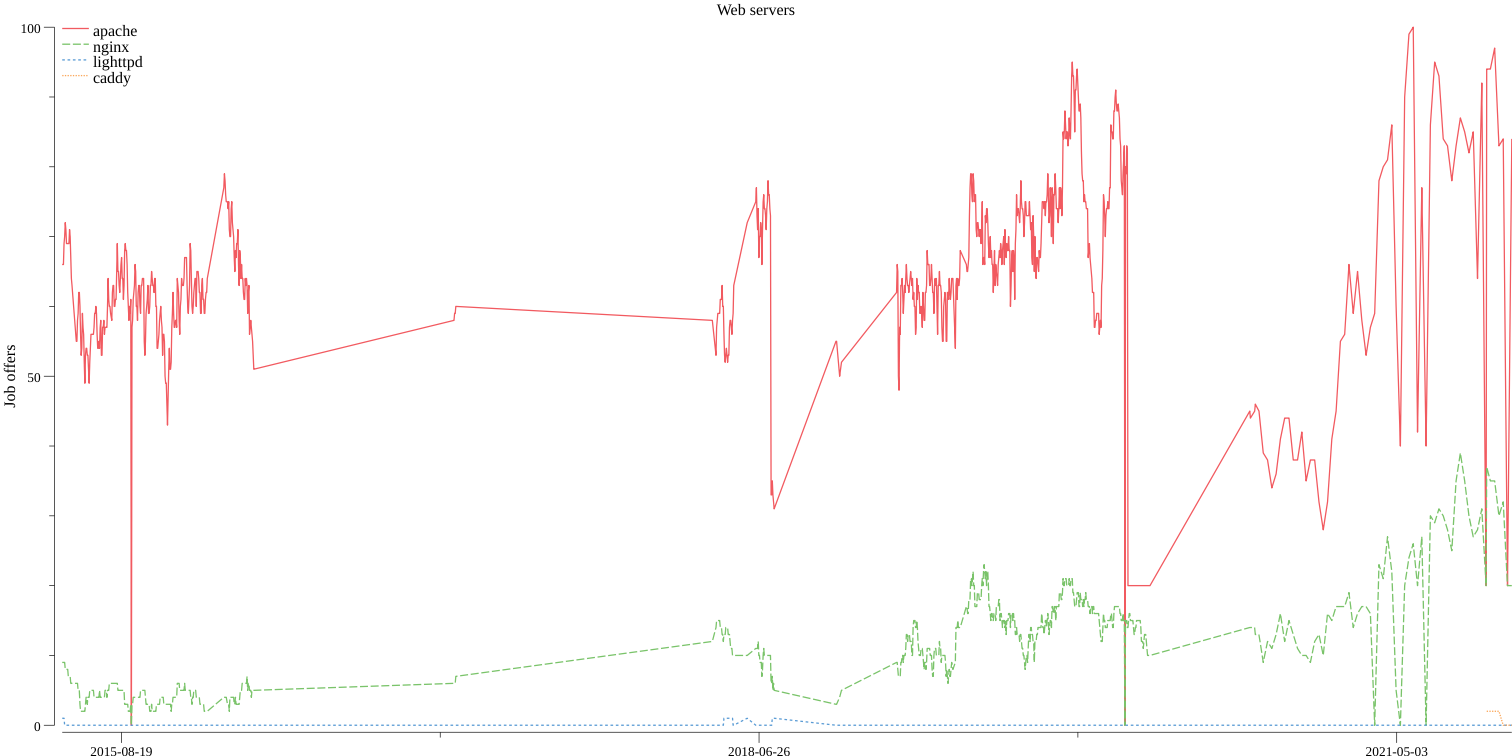 Web servers
100
apache
nginx
lighttpd
caddy
Job offers
50
0
2015-08-19
2018-06-26
2021-05-03